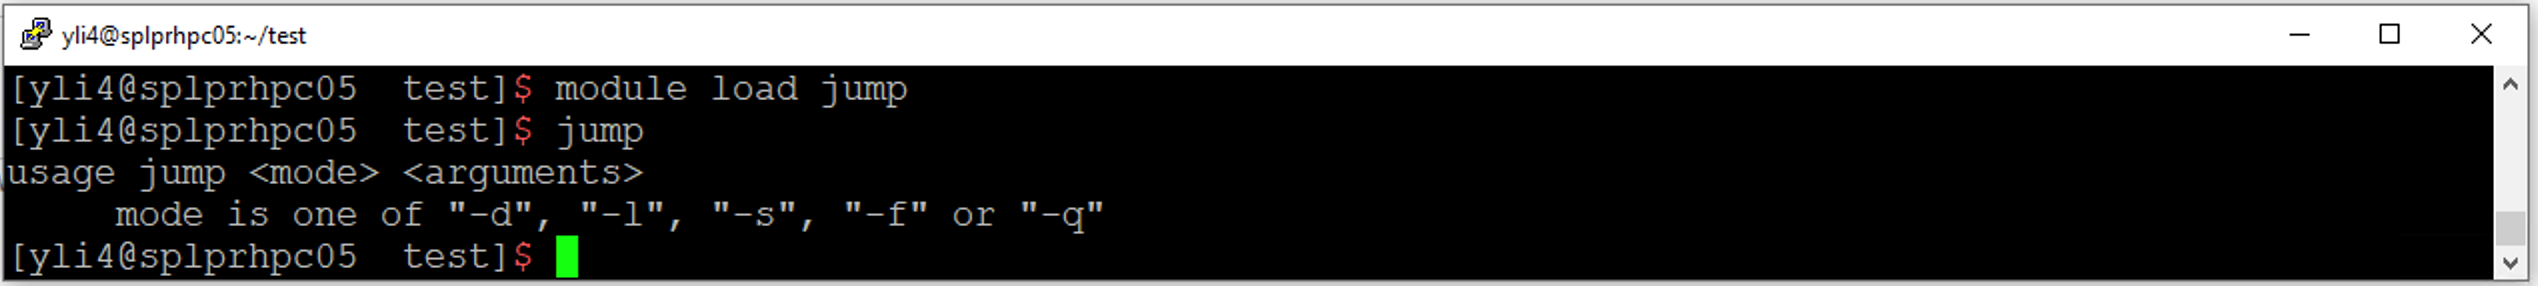 yli4@splprhpc05:~/test
[yli4@splprhpc05  test]$ module load jump
[yli4@splprhpc05  test]$ jump
usage jump <mode> <arguments>
     mode is one of "-d", "-l", "-s", "-f" or "-q"
[yli4@splprhpc05  test]$